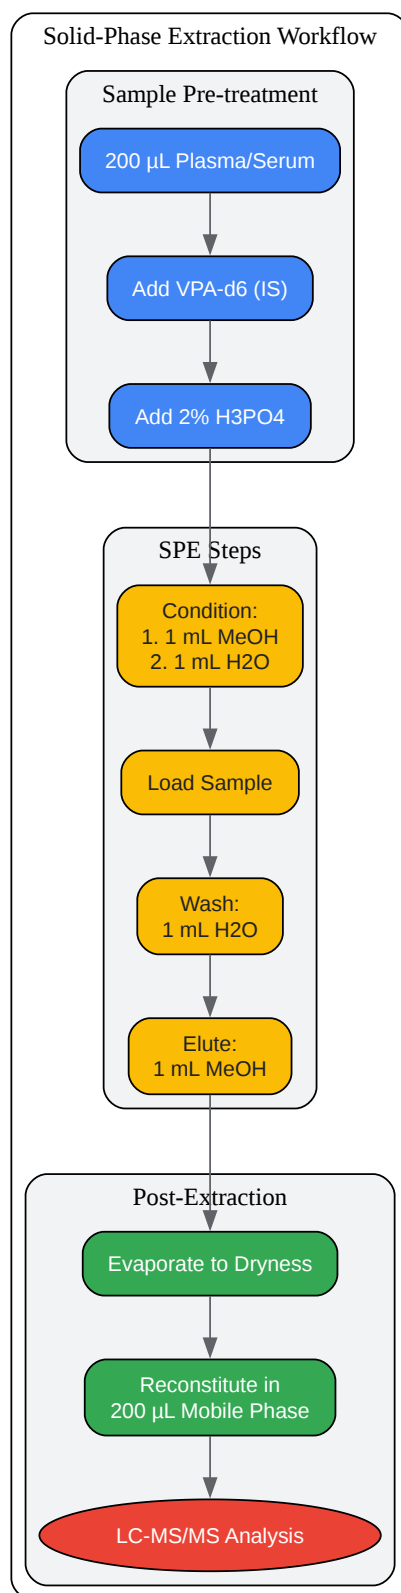 Solid-Phase Extraction Workflow
Sample Pre-treatment
200 µL Plasma/Serum
Add VPA-d6 (IS)
Add 2% H3PO4
SPE Steps
Condition:
1. 1 mL MeOH
2. 1 mL H2O
Load Sample
Wash:
1 mL H2O
Elute:
1 mL MeOH
Post-Extraction
Evaporate to Dryness
Reconstitute in
200 µL Mobile Phase
LC-MS/MS Analysis